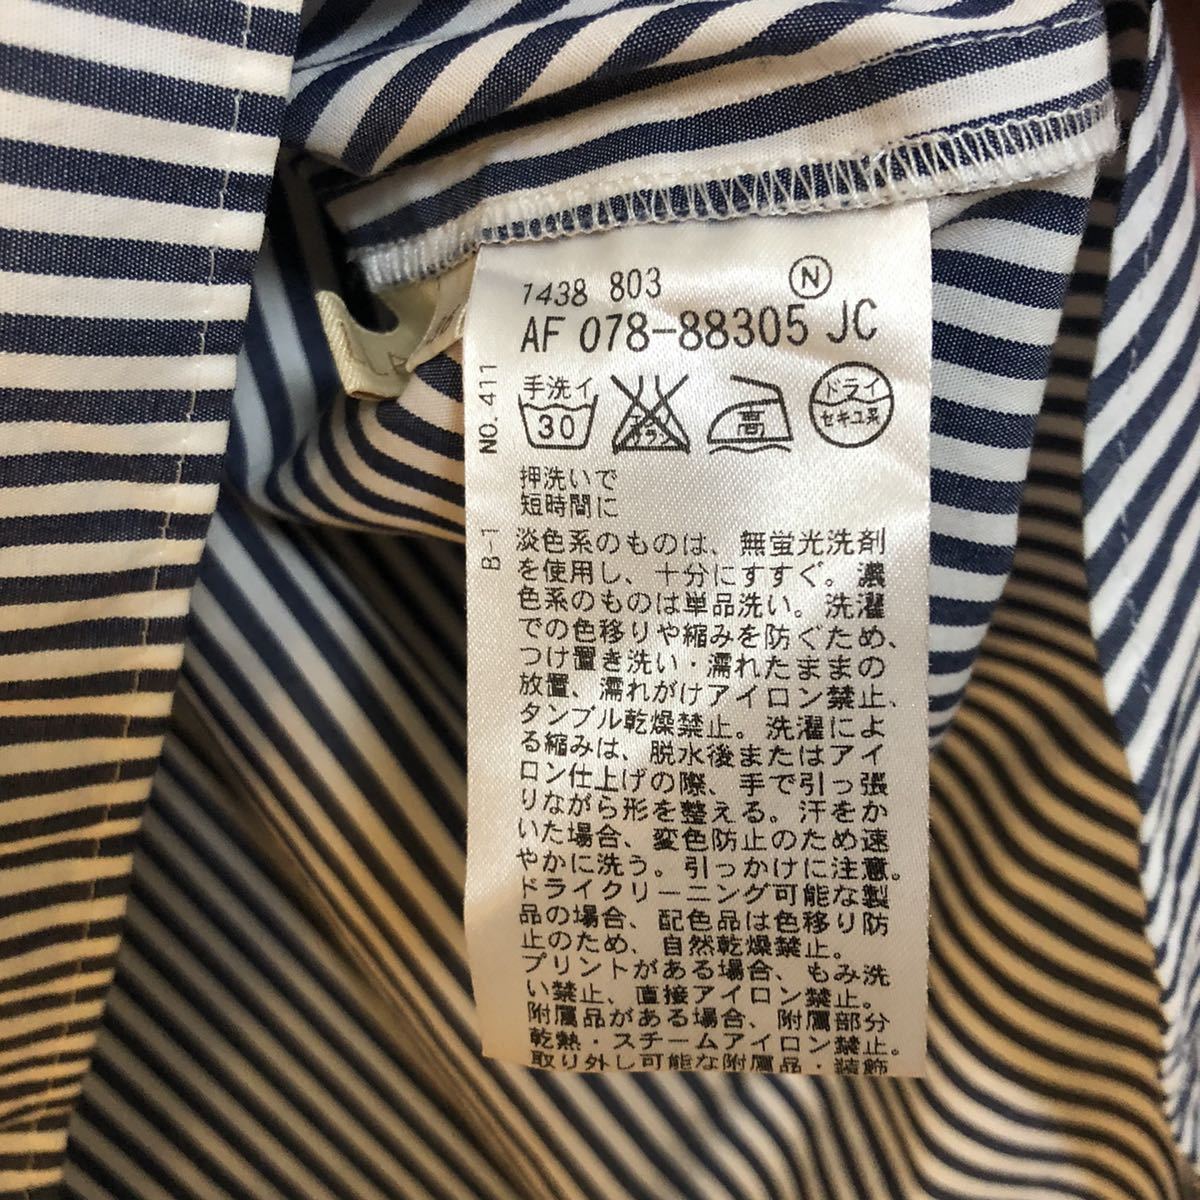 1438 803 N
AF 078-88305 JC
NO.411
B-1
手洗イ
30
高
ドライ
セキユ系
押洗いで
短時間に
淡色系のものは、無蛍光洗剤
を使用し、十分にすすぐ。濃
色系のものは単品洗い。洗濯
での色移りや縮みを防ぐため、
つけ置き洗い・濡れたままの
放置、濡れがけアイロン禁止、
タンブル乾燥禁止。洗濯によ
る縮みは、脱水後またはアイ
ロン仕上げの際、手で引っ張
りながら形を整える。汗をか
いた場合、変色防止のため速
やかに洗う。引っかけに注意。
ドライクリーニング可能な製
品の場合、配色品は色移り防
止のため、自然乾燥禁止。
プリントがある場合、もみ洗
い禁止、直接アイロン禁止。
附属品がある場合、附属部分
乾熱・スチームアイロン禁止。
取り外し可能な附属品・装飾